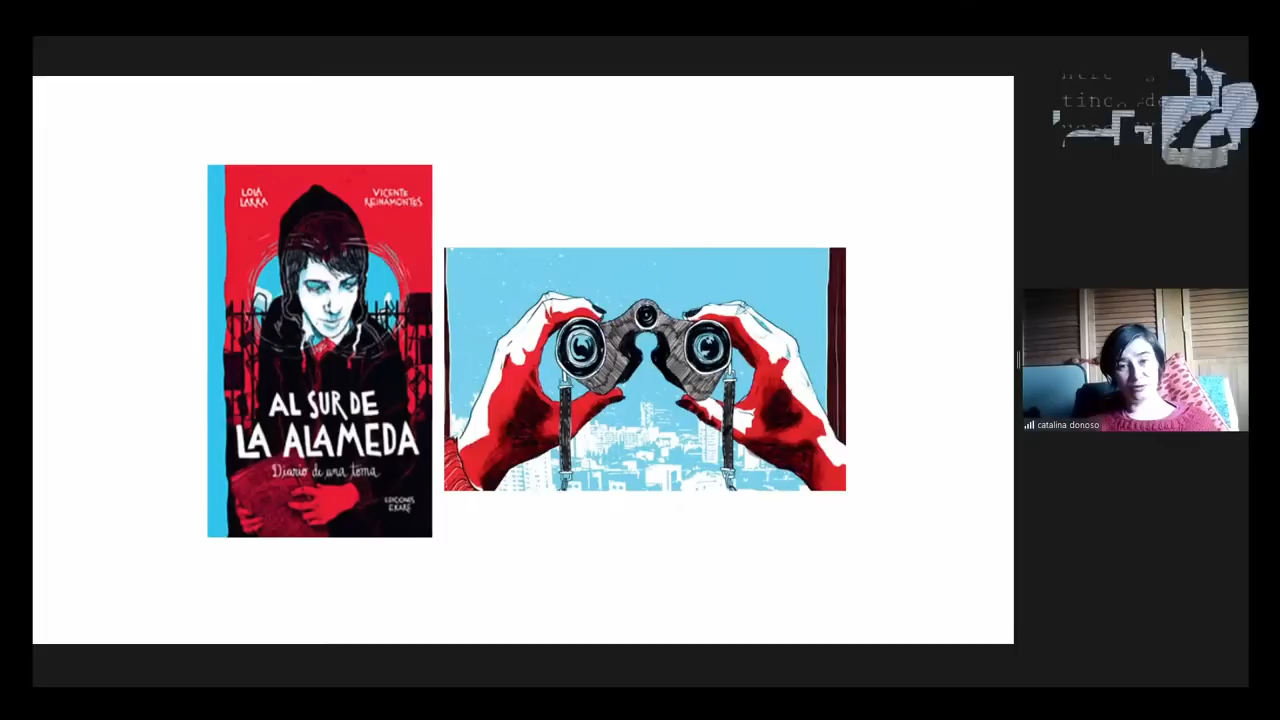 LOLA
LARRA
VICENTE
REINAMONTES
AL SUR DE
LA ALAMEDA
Diario de una toma
EDICIONES
EKARÉ
catalina donoso